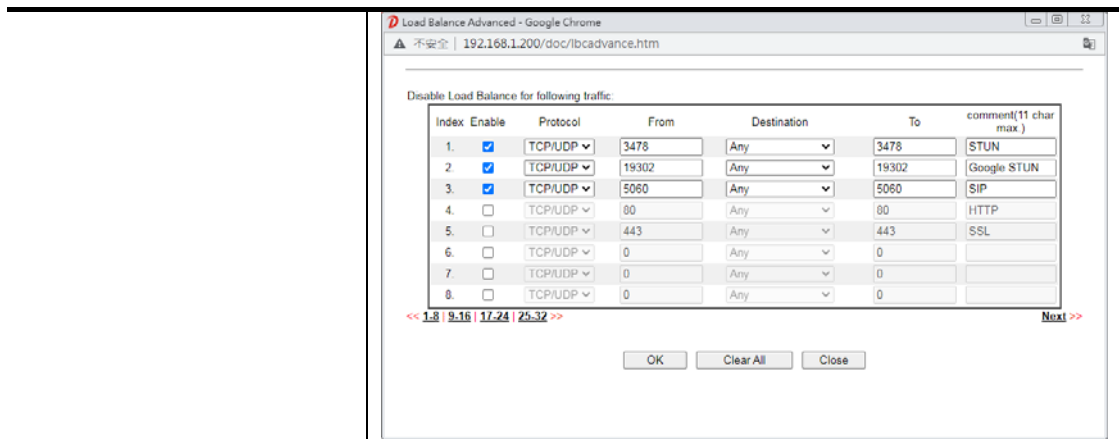 Load Balance Advanced - Google Chrome
不安全 | 192.168.1.200/doc/lbcadvance.htm
Disable Load Balance for following traffic:
Index Enable Protocol From Destination To comment(11 char max.)
1. TCP/UDP 3478 Any 3478 STUN
2. TCP/UDP 19302 Any 19302 Google STUN
3. TCP/UDP 5060 Any 5060 SIP
4. TCP/UDP 80 Any 80 HTTP
5. TCP/UDP 443 Any 443 SSL
6. TCP/UDP 0 Any 0
7. TCP/UDP 0 Any 0
8. TCP/UDP 0 Any 0
<< 1-8 | 9-16 | 17-24 | 25-32 >> Next >>
OK Clear All Close